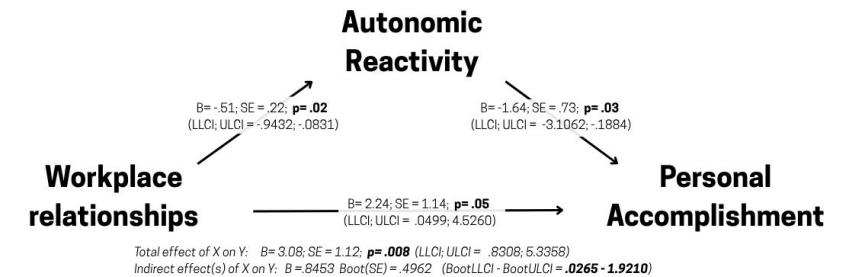 Autonomic
Reactivity
B= -.51; SE = .22; p= .02
(LLCI; ULCI = -.9432; -.0831)
B= -1.64; SE = .73; p= .03
(LLCI; ULCI = -3.1062; -.1884)
Workplace
relationships
B= 2.24; SE = 1.14; p= .05
(LLCI; ULCI = .0499; 4.5260)
Personal
Accomplishment
Total effect of X on Y: B= 3.08; SE = 1.12; p= .008 (LLCI; ULCI = .8308; 5.3358)
Indirect effect(s) of X on Y: B =.8453 Boot(SE) = .4962 (BootLLCI - BootULCI = .0265 - 1.9210)